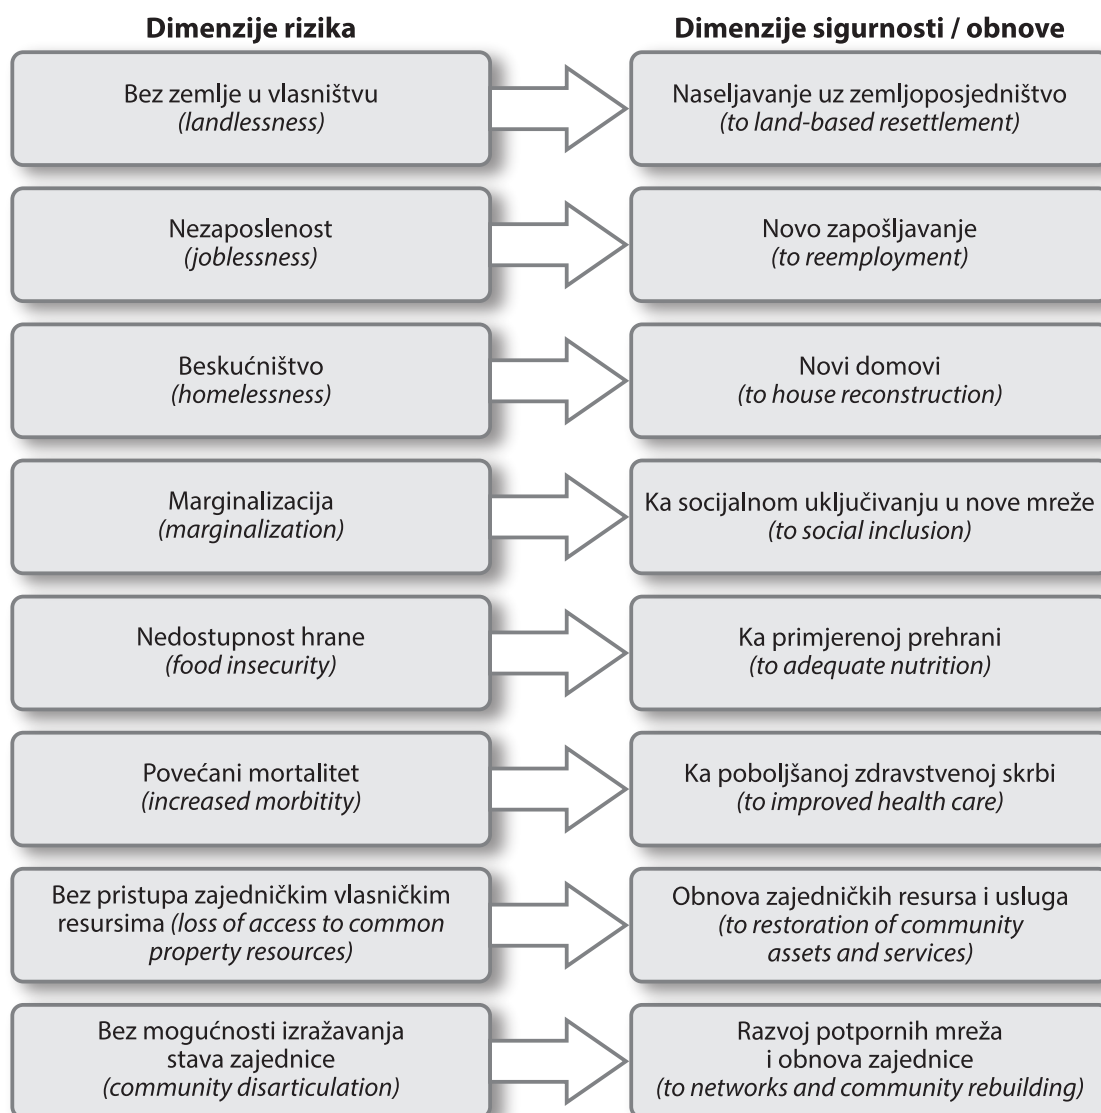 Dimenzije rizika
Dimenzije sigurnosti / obnove
Bez zemlje u vlasništvu
(landlessness)
Naseljavanje uz zemljoposjedništvo
(to land-based resettlement)
Nezaposlenost
(joblessness)
Novo zapošljavanje
(to reemployment)
Beskućništvo
(homelessness)
Novi domovi
(to house reconstruction)
Marginalizacija
(marginalization)
Ka socijalnom uključivanju u nove mreže
(to social inclusion)
Nedostupnost hrane
(food insecurity)
Ka primjerenoj prehrani
(to adequate nutrition)
Povećani mortalitet
(increased morbitity)
Ka poboljšanoj zdravstvenoj skrbi
(to improved health care)
Bez pristupa zajedničkim vlasničkim
resursima (loss of access to common
property resources)
Obnova zajedničkih resursa i usluga
(to restoration of community
assets and services)
Bez mogućnosti izražavanja
stava zajednice
(community disarticulation)
Razvoj potpornih mreža
i obnova zajednice
(to networks and community rebuilding)